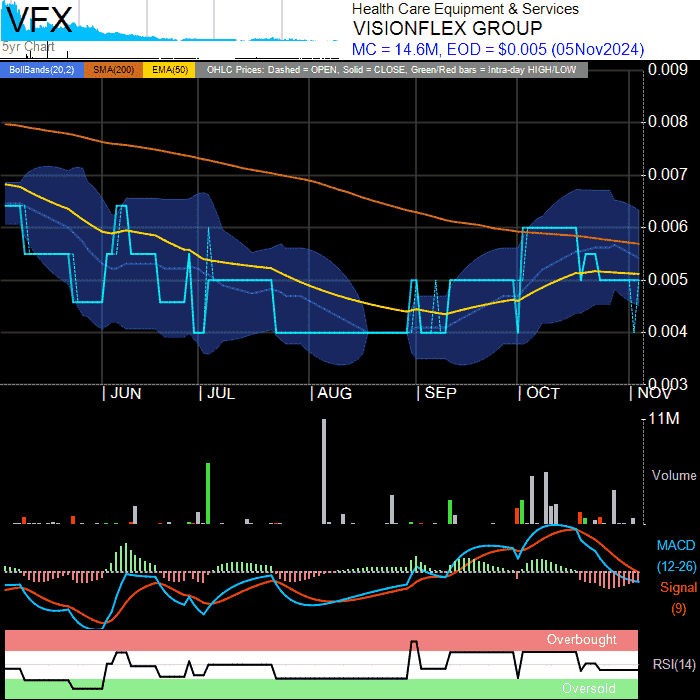 VFX
5yr Chart
Health Care Equipment & Services
VISIONFLEX GROUP
MC = 14.6M, EOD = $0.005 (05Nov2024)
BollBands(20,2) SMA(200) EMA(50) OHLC Prices: Dashed = OPEN, Solid = CLOSE, Green/Red bars = Intra-day HIGH/LOW
0.009
0.008
0.007
0.006
0.005
0.004
0.003
JUN JUL AUG SEP OCT NOV
11M
Volume
MACD
(12-26)
Signal
(9)
Overbought
RSI(14)
Oversold